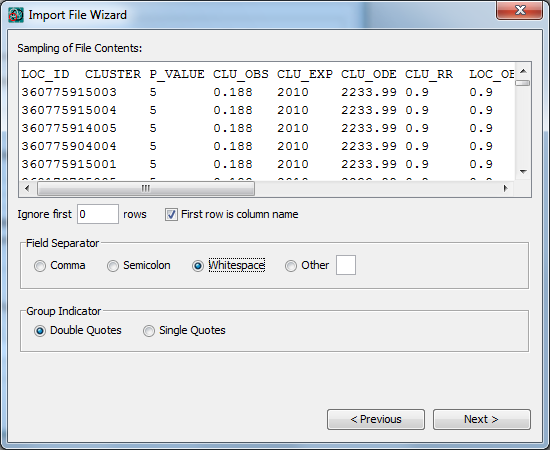 Import File Wizard
Sampling of File Contents:
LOC_ID CLUSTER P_VALUE CLU_OBS CLU_EXP CLU_ODE CLU_RR LOC_OB
360775915003 5 0.188 2010 2233.99 0.9 0.9
360775915004 5 0.188 2010 2233.99 0.9 0.9
360775914005 5 0.188 2010 2233.99 0.9 0.9
360775904004 5 0.188 2010 2233.99 0.9 0.9
360775915001 5 0.188 2010 2233.99 0.9 0.9
Ignore first 0 rows First row is column name
Field Separator
Comma Semicolon Whitespace Other
Group Indicator
Double Quotes Single Quotes
< Previous Next >